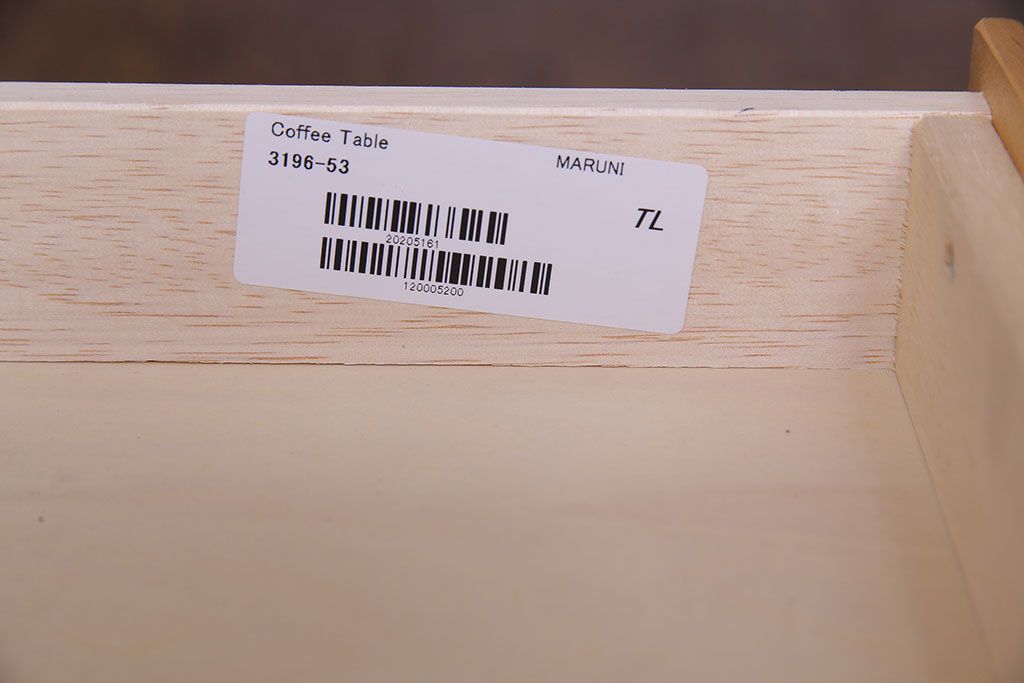 Coffee Table
MARUNI
3196-53
TL
20205161
120005200